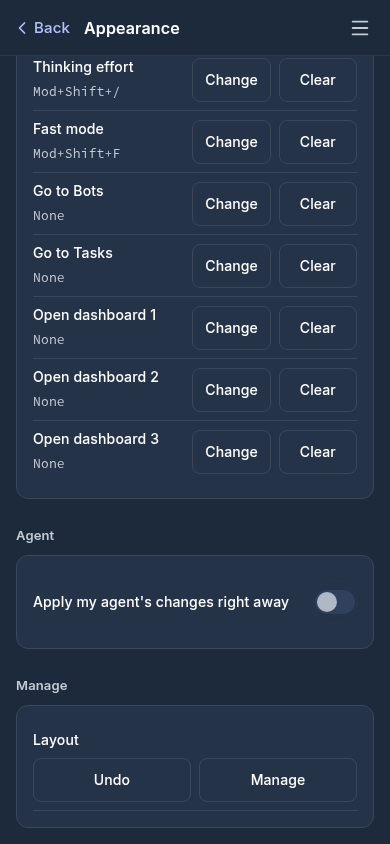 Back Appearance
Thinking effort
Mod+Shift+/
Change Clear
Fast mode
Mod+Shift+F
Change Clear
Go to Bots
None
Change Clear
Go to Tasks
None
Change Clear
Open dashboard 1
None
Change Clear
Open dashboard 2
None
Change Clear
Open dashboard 3
None
Change Clear
Agent
Apply my agent's changes right away
Manage
Layout
Undo Manage